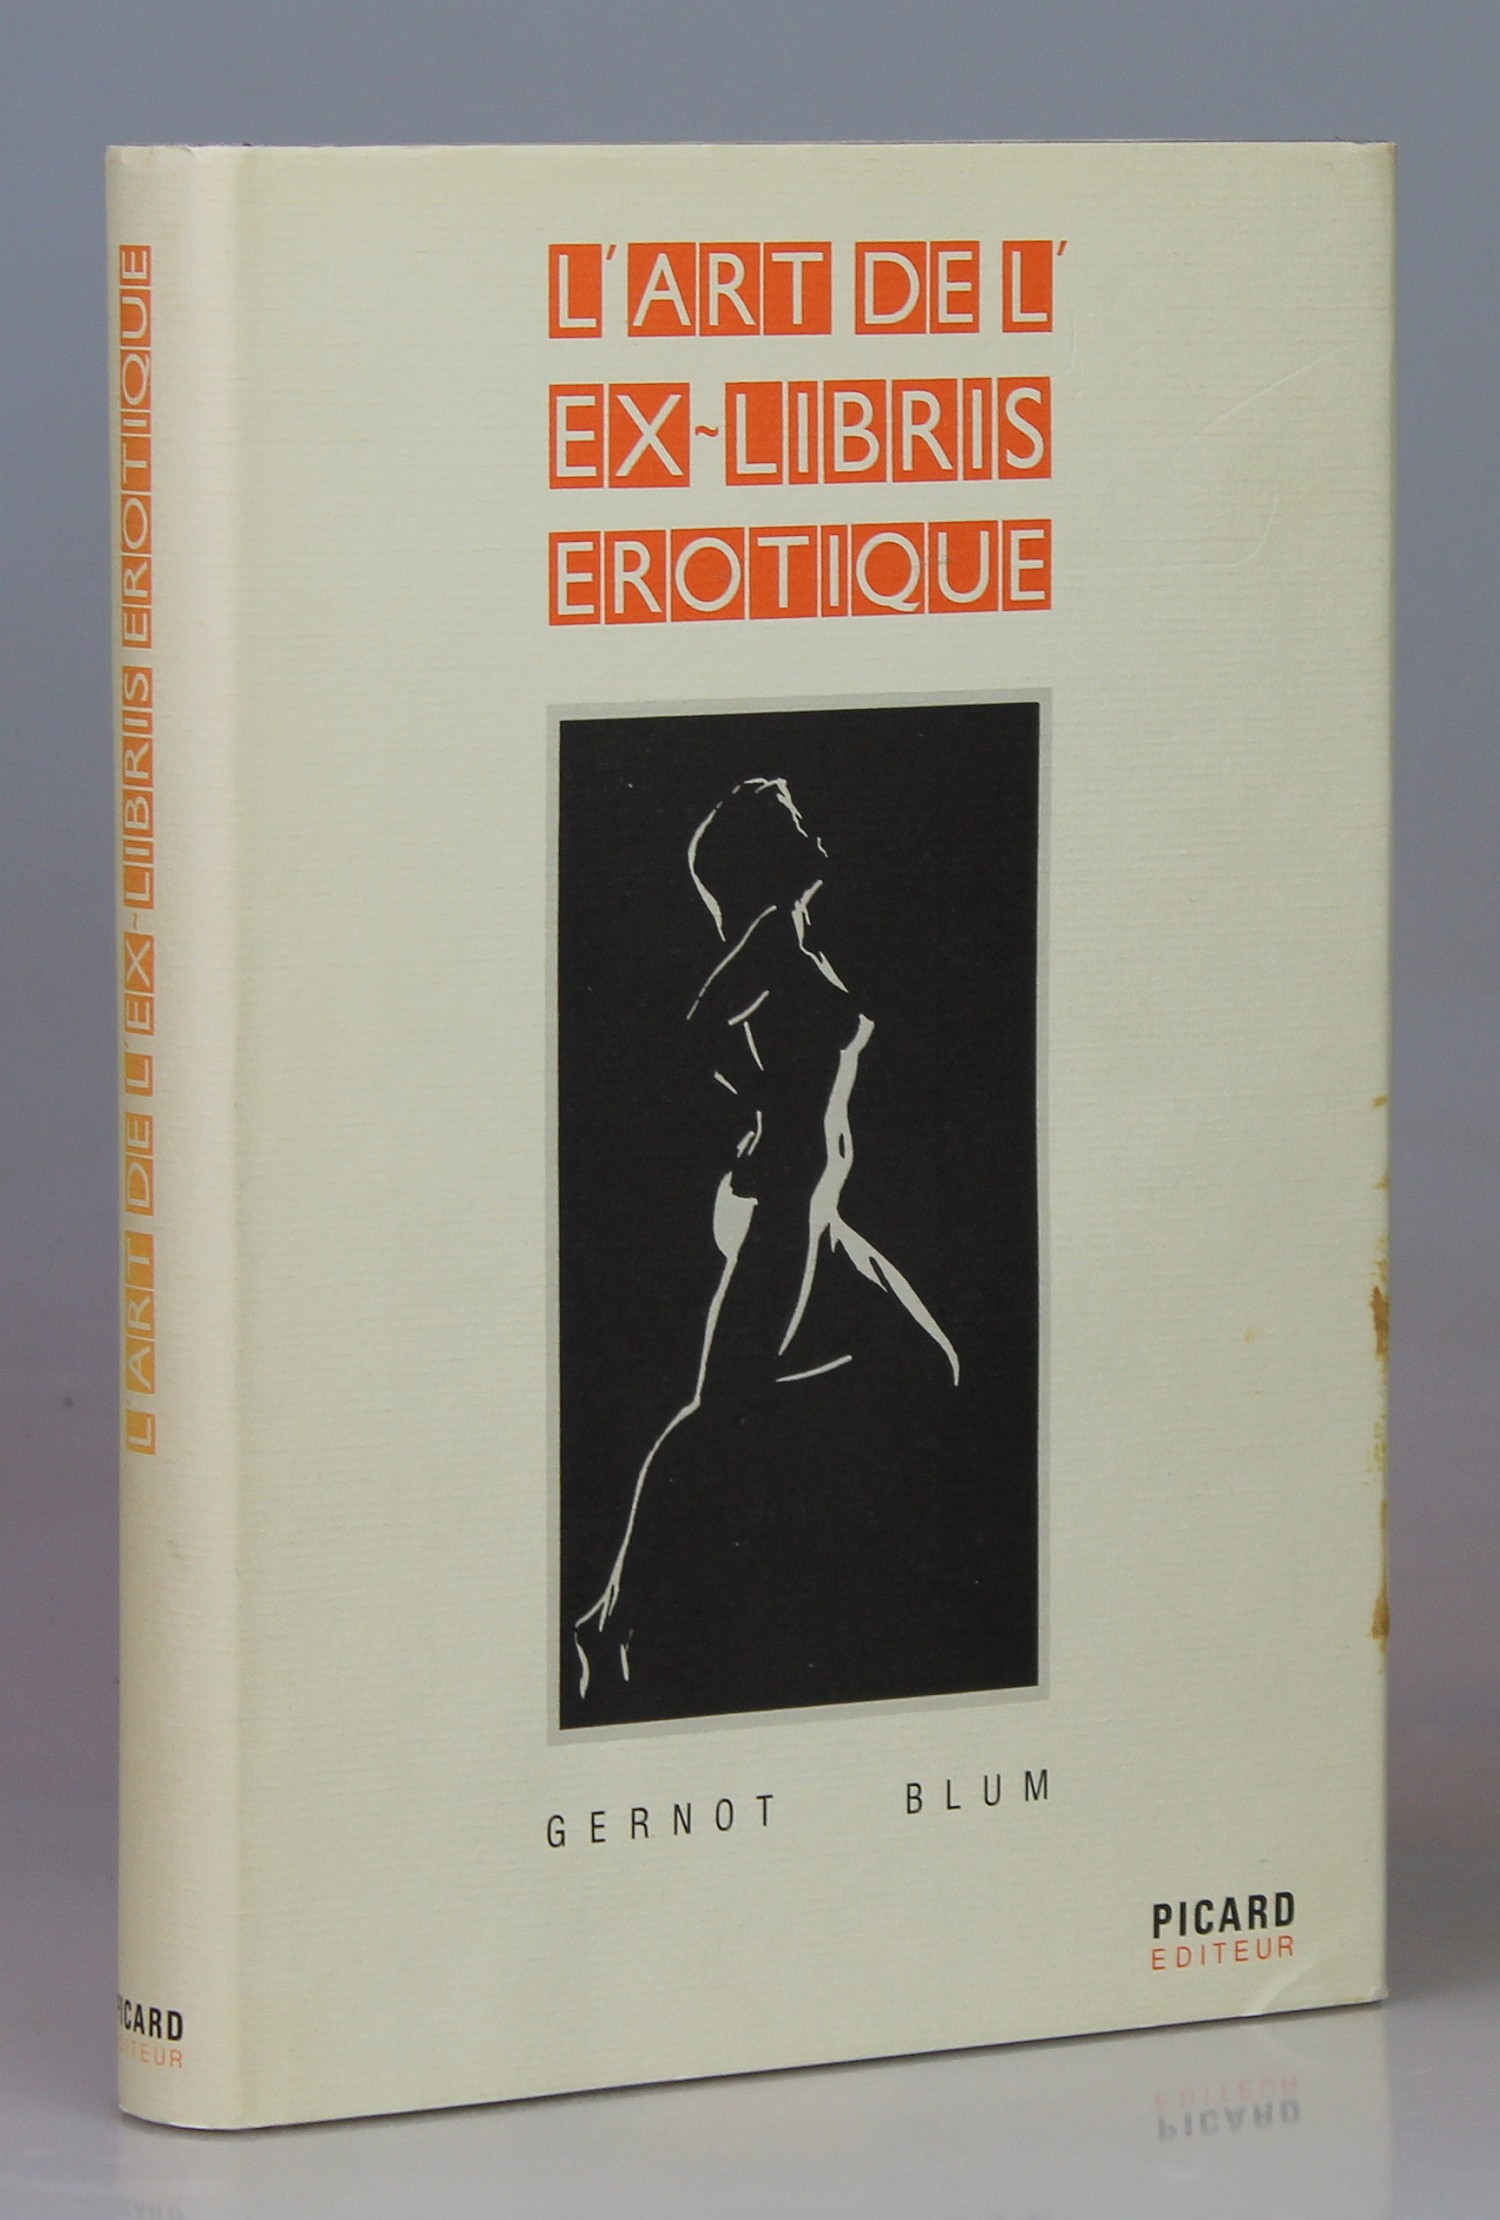 L'ART DE L'EX~LIBRIS EROTIQUE
PICARD
EDITEUR
L'ART DE L'
EX~LIBRIS
EROTIQUE
GERNOT BLUM
PICARD
EDITEUR